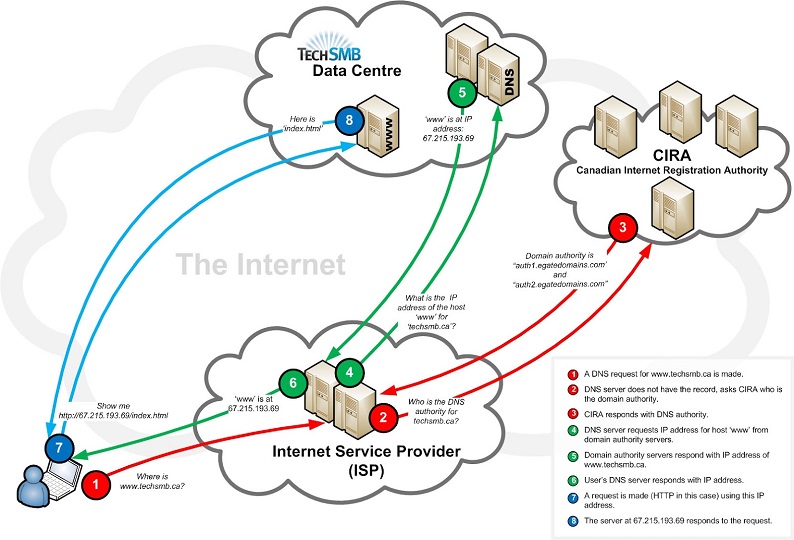 TECHSMB
Data Centre
DNS
5
8
WWW
Here is
'index.html'
'www' is at IP
address:
67.215.193.69
CIRA
Canadian Internet Registration Authority
3
Domain authority is
"auth1.egatedomains.com'
and
"auth2.egatedomains.com"
The Internet
What is the IP
address of the host
'www' for
'techsmb.ca'?
6
4
2
'www' is at
67.215.193.69
Who is the DNS
authority for
techsmb.ca?
Internet Service Provider
(ISP)
Show me
http://67.215.193.69/index.html
7
1
Where is
www.techsmb.ca?
1 A DNS request for www.techsmb.ca is made.
2 DNS server does not have the record, asks CIRA who is
the domain authority.
3 CIRA responds with DNS authority.
4 DNS server requests IP address for host 'www' from
domain authority servers.
5 Domain authority servers respond with IP address of
www.techsmb.ca.
6 User's DNS server responds with IP address.
7 A request is made (HTTP in this case) using this IP
address.
8 The server at 67.215.193.69 responds to the request.